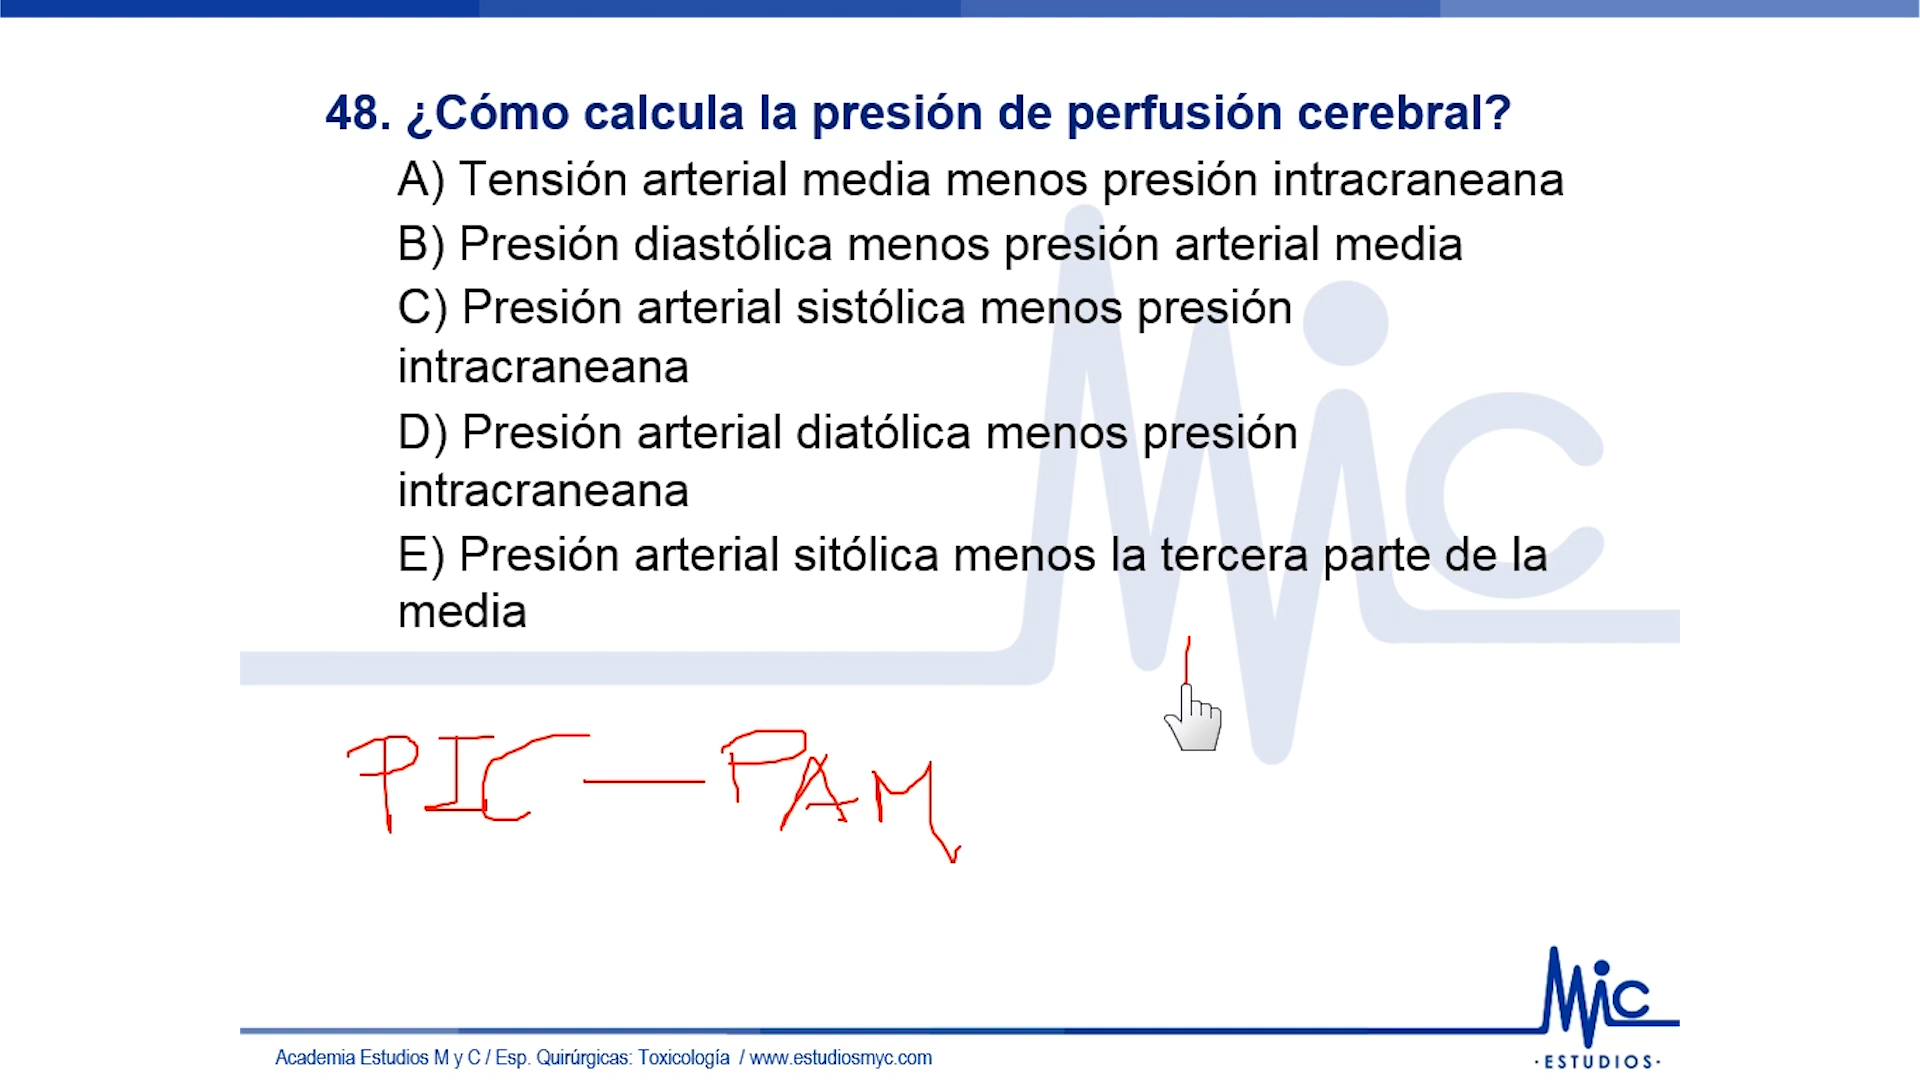 48. ¿Cómo calcula la presión de perfusión cerebral?
A) Tensión arterial media menos presión intracraneana
B) Presión diastólica menos presión arterial media
C) Presión arterial sistólica menos presión
intracraneana
D) Presión arterial diatólica menos presión
intracraneana
E) Presión arterial sitólica menos la tercera parte de la
media
PIC — PAM
MiC
MiC
·ESTUDIOS·
Academia Estudios M y C / Esp. Quirúrgicas: Toxicología / www.estudiosmyc.com